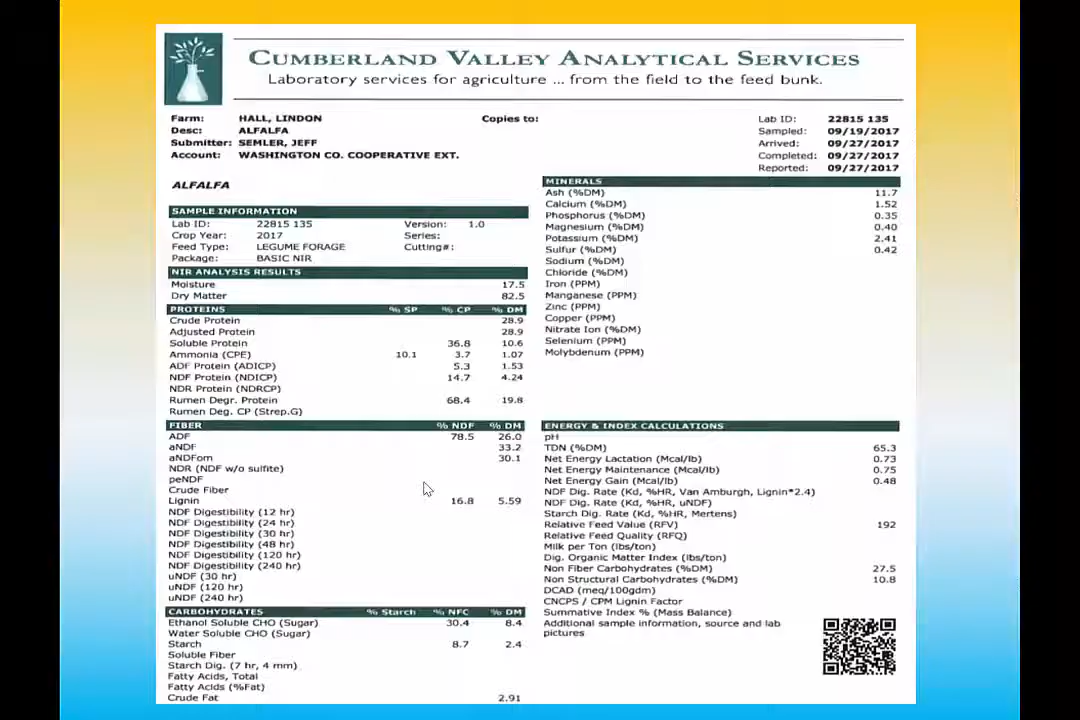 CUMBERLAND VALLEY ANALYTICAL SERVICES
Laboratory services for agriculture ... from the field to the feed bunk.
Farm: HALL, LINDON Copies to: Lab ID: 22815 135
Desc: ALFALFA Sampled: 09/19/2017
Submitter: SEMLER, JEFF Arrived: 09/27/2017
Account: WASHINGTON CO. COOPERATIVE EXT. Completed: 09/27/2017
Reported: 09/27/2017
ALFALFA
SAMPLE INFORMATION
Lab ID: 22815 135 Version: 1.0
Crop Year: 2017 Series:
Feed Type: LEGUME FORAGE Cutting#:
Package: BASIC NIR
NIR ANALYSIS RESULTS
Moisture 17.5
Dry Matter 82.5
PROTEINS % SP % CP % DM
Crude Protein 28.9
Adjusted Protein 28.9
Soluble Protein 36.8 10.6
Ammonia (CPE) 10.1 3.7 1.07
ADF Protein (ADICP) 5.3 1.53
NDF Protein (NDICP) 14.7 4.24
NDR Protein (NDRCP)
Rumen Degr. Protein 68.4 19.8
Rumen Deg. CP (Strep.G)
FIBER % NDF % DM
ADF 78.5 26.0
aNDF 33.2
aNDFom 30.1
NDR (NDF w/o sulfite)
peNDF
Crude Fiber
Lignin 16.8 5.59
NDF Digestibility (12 hr)
NDF Digestibility (24 hr)
NDF Digestibility (30 hr)
NDF Digestibility (48 hr)
NDF Digestibility (120 hr)
NDF Digestibility (240 hr)
uNDF (30 hr)
uNDF (120 hr)
uNDF (240 hr)
CARBOHYDRATES % Starch % NFC % DM
Ethanol Soluble CHO (Sugar) 30.4 8.4
Water Soluble CHO (Sugar)
Starch 8.7 2.4
Soluble Fiber
Starch Dig. (7 hr, 4 mm)
Fatty Acids, Total
Fatty Acids (%Fat)
Crude Fat 2.91
MINERALS
Ash (%DM) 11.7
Calcium (%DM) 1.52
Phosphorus (%DM) 0.35
Magnesium (%DM) 0.40
Potassium (%DM) 2.41
Sulfur (%DM) 0.42
Sodium (%DM)
Chloride (%DM)
Iron (PPM)
Manganese (PPM)
Zinc (PPM)
Copper (PPM)
Nitrate Ion (%DM)
Selenium (PPM)
Molybdenum (PPM)
ENERGY & INDEX CALCULATIONS
pH
TDN (%DM) 65.3
Net Energy Lactation (Mcal/lb) 0.73
Net Energy Maintenance (Mcal/lb) 0.75
Net Energy Gain (Mcal/lb) 0.48
NDF Dig. Rate (Kd, %HR, Van Amburgh, Lignin*2.4)
NDF Dig. Rate (Kd, %HR, uNDF)
Starch Dig. Rate (Kd, %HR, Mertens)
Relative Feed Value (RFV) 192
Relative Feed Quality (RFQ)
Milk per Ton (lbs/ton)
Dig. Organic Matter Index (lbs/ton)
Non Fiber Carbohydrates (%DM) 27.5
Non Structural Carbohydrates (%DM) 10.8
DCAD (meq/100gdm)
CNCPS / CPM Lignin Factor
Summative Index % (Mass Balance)
Additional sample information, source and lab
pictures